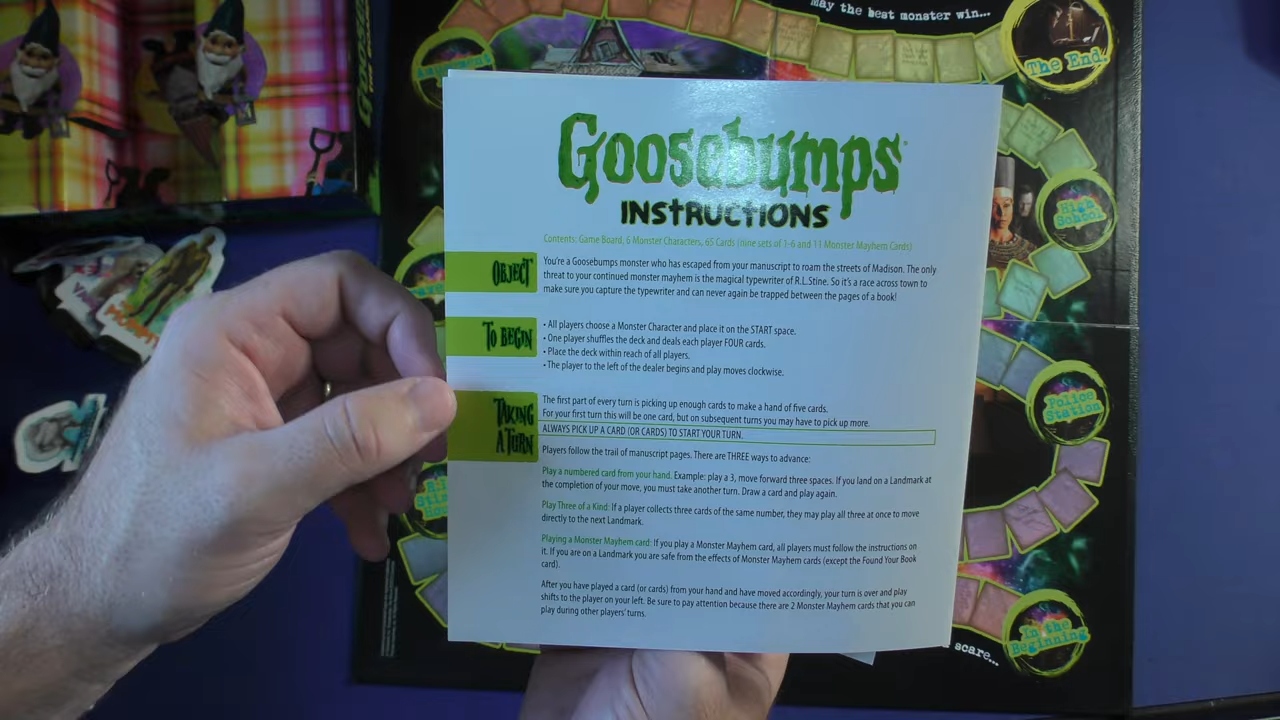 May the best monster win...
The End!
Goosebumps
INSTRUCTIONS
Contents: Game Board, 6 Monster Characters, 65 Cards (nine sets of 1-6 and 11 Monster Mayhem Cards)
OBJECT
You're a Goosebumps monster who has escaped from your manuscript to roam the streets of Madison. The only
threat to your continued monster mayhem is the magical typewriter of R.L.Stine. So it's a race across town to
make sure you capture the typewriter and can never again be trapped between the pages of a book!
TO BEGIN
• All players choose a Monster Character and place it on the START space.
• One player shuffles the deck and deals each player FOUR cards.
• Place the deck within reach of all players.
• The player to the left of the dealer begins and play moves clockwise.
TAKING
A TURN
The first part of every turn is picking up enough cards to make a hand of five cards.
For your first turn this will be one card, but on subsequent turns you may have to pick up more.
ALWAYS PICK UP A CARD (OR CARDS) TO START YOUR TURN.
Players follow the trail of manuscript pages. There are THREE ways to advance:
Play a numbered card from your hand. Example: play a 3, move forward three spaces. If you land on a Landmark at
the completion of your move, you must take another turn. Draw a card and play again.
Play Three of a Kind: If a player collects three cards of the same number, they may play all three at once to move
directly to the next Landmark.
Playing a Monster Mayhem card: If you play a Monster Mayhem card, all players must follow the instructions on
it. If you are on a Landmark you are safe from the effects of Monster Mayhem cards (except the Found Your Book
card).
After you have played a card (or cards) from your hand and have moved accordingly, your turn is over and play
shifts to the player on your left. Be sure to pay attention because there are 2 Monster Mayhem cards that you can
play during other players' turns.
High
School
Police
Station
In the
Beginning
scare...